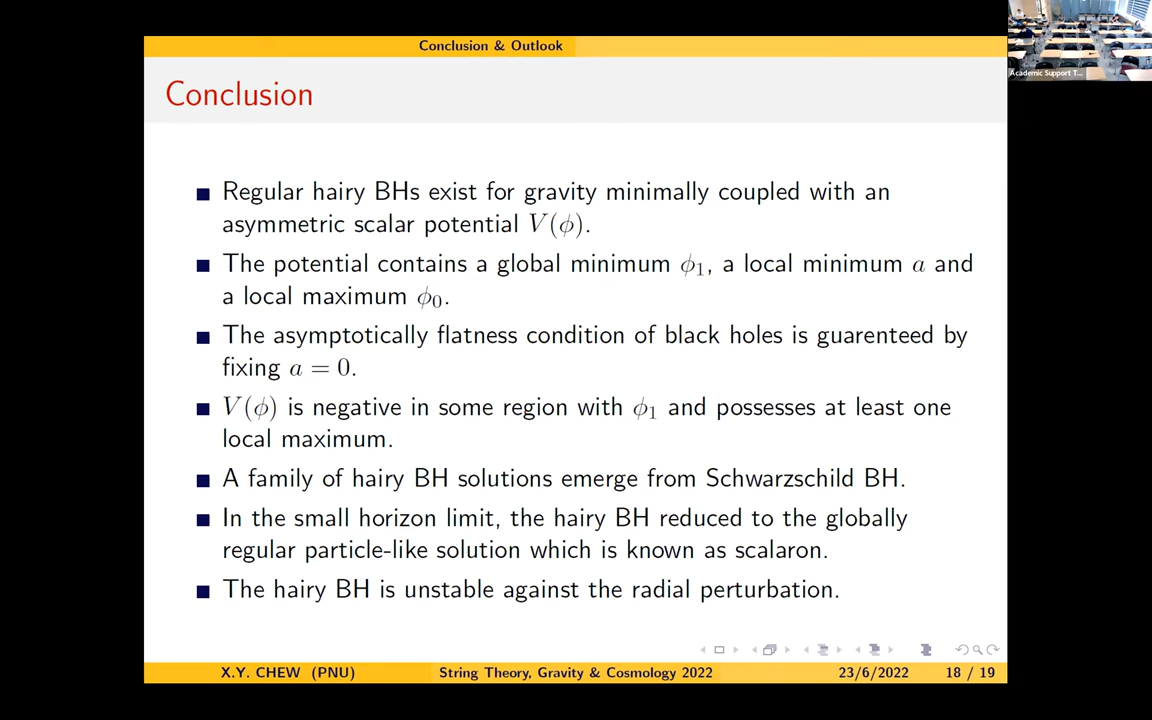 Conclusion & Outlook
Academic Support T...
Conclusion
Regular hairy BHs exist for gravity minimally coupled with an
asymmetric scalar potential V(ϕ).
The potential contains a global minimum ϕ₁, a local minimum a and
a local maximum ϕ₀.
The asymptotically flatness condition of black holes is guarenteed by
fixing a = 0.
V(ϕ) is negative in some region with ϕ₁ and possesses at least one
local maximum.
A family of hairy BH solutions emerge from Schwarzschild BH.
In the small horizon limit, the hairy BH reduced to the globally
regular particle-like solution which is known as scalaron.
The hairy BH is unstable against the radial perturbation.
X.Y. CHEW (PNU) String Theory, Gravity & Cosmology 2022 23/6/2022 18 / 19